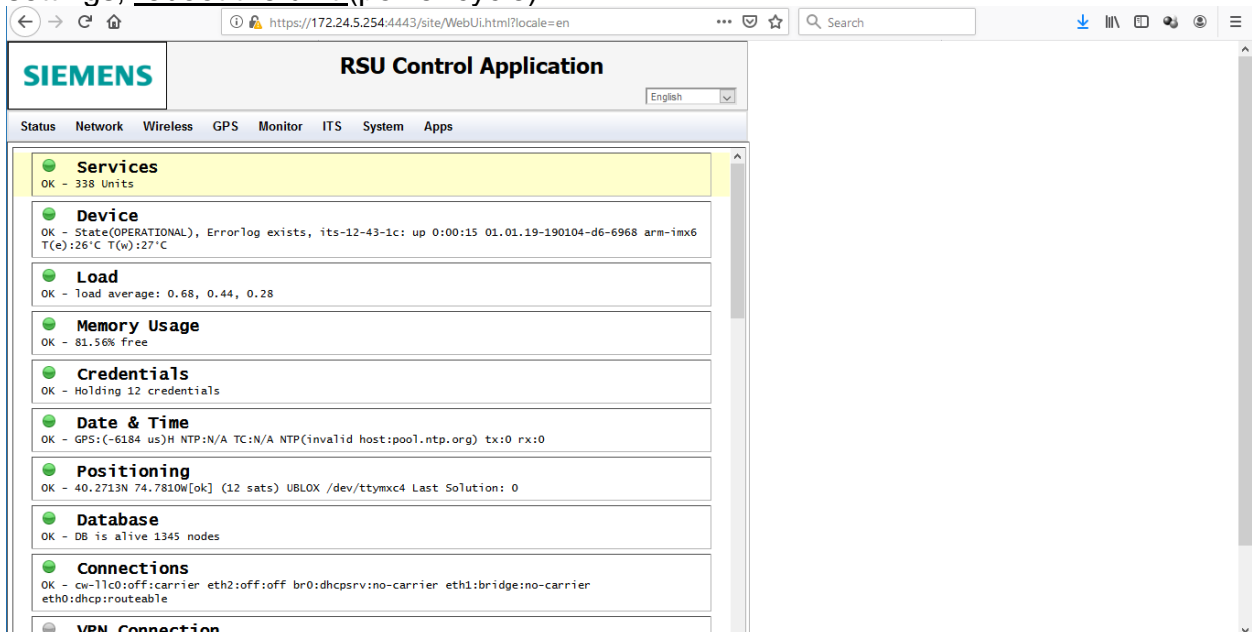 (power cycle)
https://172.24.5.254:4443/site/WebUi.html?locale=en
Search
SIEMENS
RSU Control Application
English
Status Network Wireless GPS Monitor ITS System Apps
Services
OK - 338 Units
Device
OK - State(OPERATIONAL), Errorlog exists, its-12-43-1c: up 0:00:15 01.01.19-190104-d6-6968 arm-imx6
T(e):26°C T(w):27°C
Load
OK - load average: 0.68, 0.44, 0.28
Memory Usage
OK - 81.56% free
Credentials
OK - Holding 12 credentials
Date & Time
OK - GPS:(-6184 us)H NTP:N/A TC:N/A NTP(invalid host:pool.ntp.org) tx:0 rx:0
Positioning
OK - 40.2713N 74.7810W[ok] (12 sats) UBLOX /dev/ttymxc4 Last Solution: 0
Database
OK - DB is alive 1345 nodes
Connections
OK - cw-llc0:off:carrier eth2:off:off br0:dhcpsrv:no-carrier eth1:bridge:no-carrier
eth0:dhcp:routeable
VPN Connection